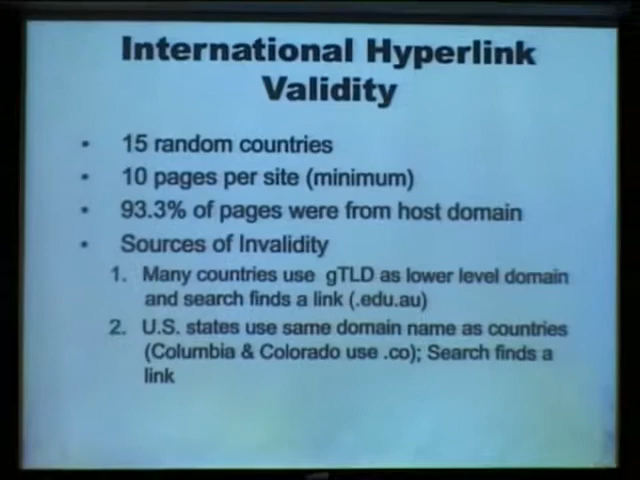 International Hyperlink
Validity
• 15 random countries
• 10 pages per site (minimum)
• 93.3% of pages were from host domain
• Sources of Invalidity
1. Many countries use gTLD as lower level domain
and search finds a link (.edu.au)
2. U.S. states use same domain name as countries
(Columbia & Colorado use .co); Search finds a
link